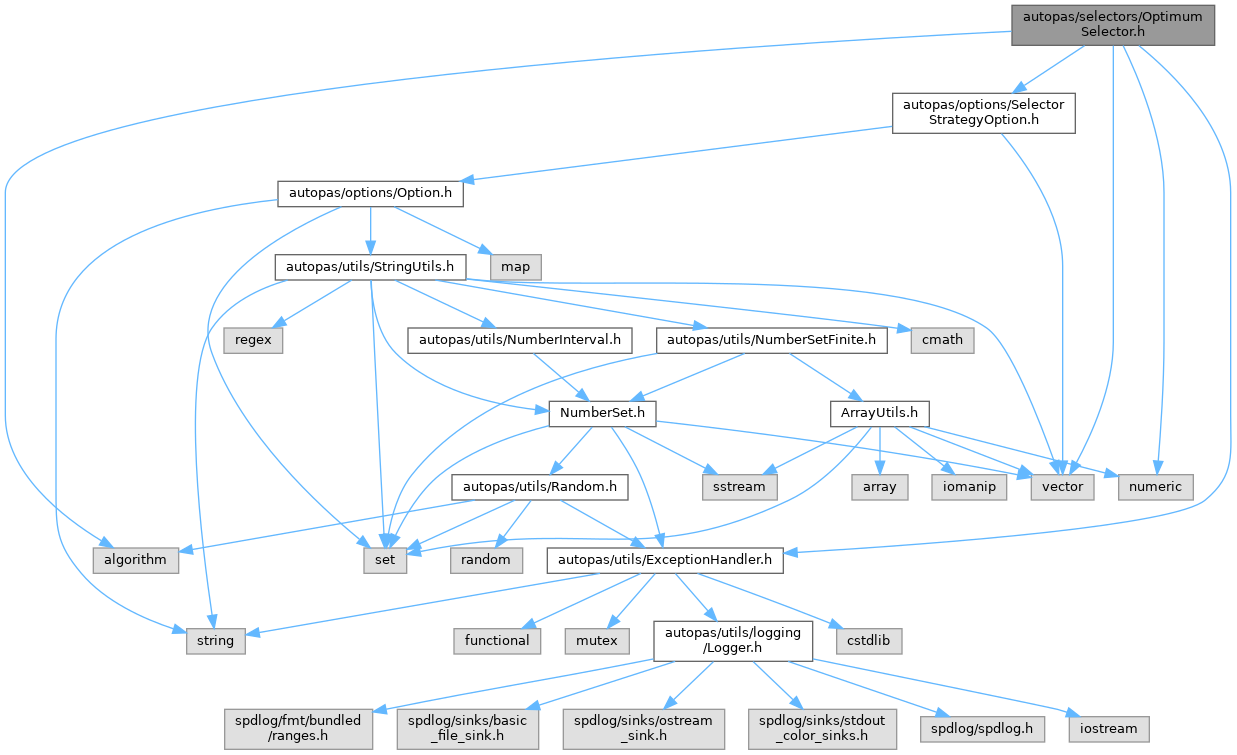 autopas/selectors/Optimum
Selector.h
autopas/options/Selector
StrategyOption.h
autopas/options/Option.h
autopas/utils/StringUtils.h
map
regex
autopas/utils/NumberInterval.h
autopas/utils/NumberSetFinite.h
cmath
NumberSet.h
ArrayUtils.h
autopas/utils/Random.h
sstream
array
iomanip
vector
numeric
algorithm
set
random
autopas/utils/ExceptionHandler.h
string
functional
mutex
autopas/utils/logging
/Logger.h
cstdlib
spdlog/fmt/bundled
/ranges.h
spdlog/sinks/basic
_file_sink.h
spdlog/sinks/ostream
_sink.h
spdlog/sinks/stdout
_color_sinks.h
spdlog/spdlog.h
iostream